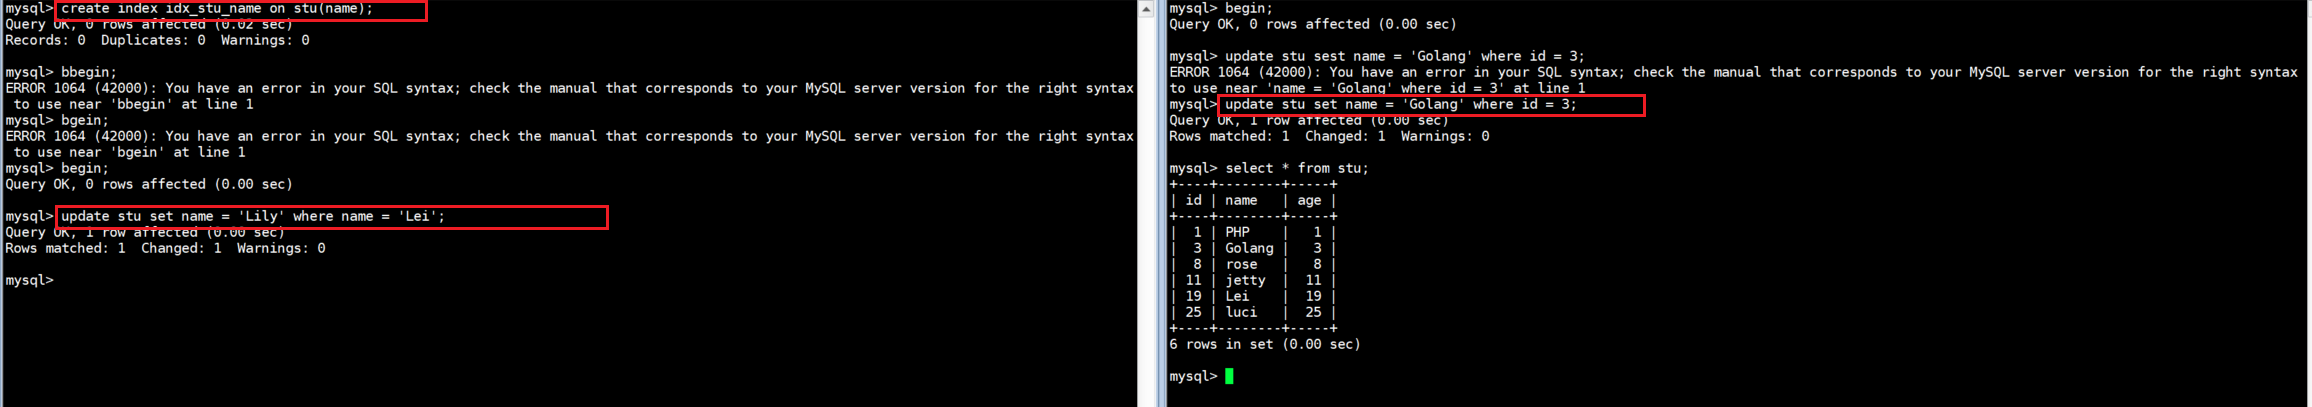 mysql> create index idx_stu_name on stu(name);
Query OK, 0 rows affected (0.02 sec)
Records: 0  Duplicates: 0  Warnings: 0
mysql> bbegin;
ERROR 1064 (42000): You have an error in your SQL syntax; check the manual that corresponds to your MySQL server version for the right syntax
 to use near 'bbegin' at line 1
mysql> bgein;
ERROR 1064 (42000): You have an error in your SQL syntax; check the manual that corresponds to your MySQL server version for the right syntax
 to use near 'bgein' at line 1
mysql> begin;
Query OK, 0 rows affected (0.00 sec)
mysql> update stu set name = 'Lily' where name = 'Lei';
Query OK, 1 row affected (0.00 sec)
Rows matched: 1  Changed: 1  Warnings: 0
mysql>
mysql> begin;
Query OK, 0 rows affected (0.00 sec)
mysql> update stu sest name = 'Golang' where id = 3;
ERROR 1064 (42000): You have an error in your SQL syntax; check the manual that corresponds to your MySQL server version for the right syntax
to use near 'name = 'Golang' where id = 3' at line 1
mysql> update stu set name = 'Golang' where id = 3;
Query OK, 1 row affected (0.00 sec)
Rows matched: 1  Changed: 1  Warnings: 0
mysql> select * from stu;
+----+--------+-----+
| id | name   | age |
+----+--------+-----+
|  1 | PHP    |   1 |
|  3 | Golang |   3 |
|  8 | rose   |   8 |
| 11 | jetty  |  11 |
| 19 | Lei    |  19 |
| 25 | luci   |  25 |
+----+--------+-----+
6 rows in set (0.00 sec)
mysql>